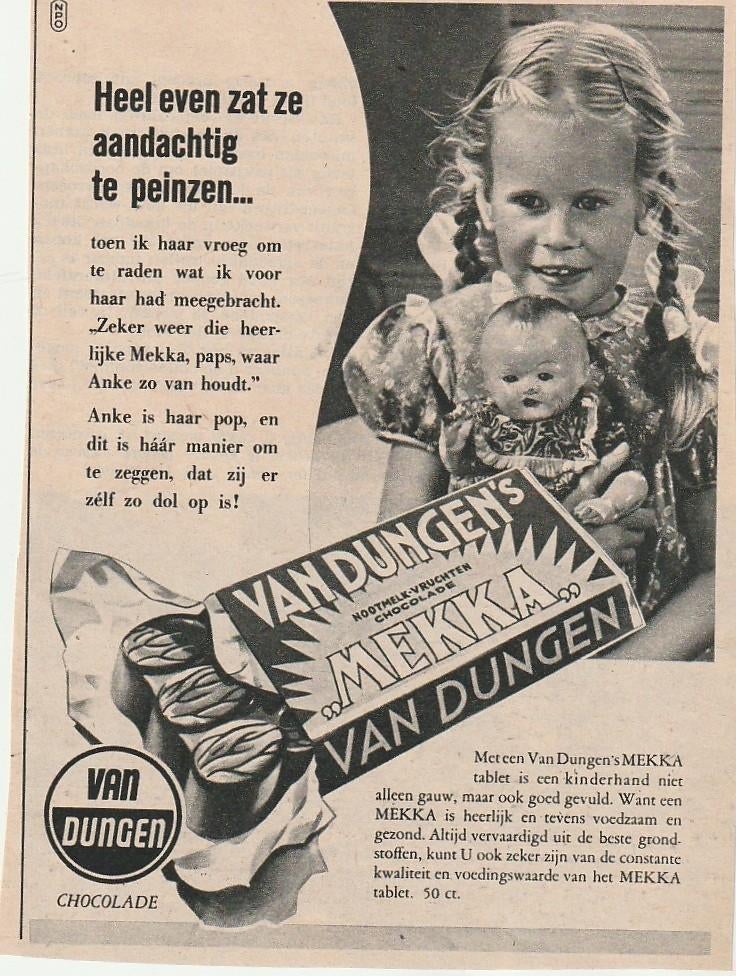 NPO
Heel even zat ze
aandachtig
te peinzen...
toen ik haar vroeg om
te raden wat ik voor
haar had meegebracht.
„Zeker weer die heer-
lijke Mekka, paps, waar
Anke zo van houdt.”
Anke is haar pop, en
dit is háár manier om
te zeggen, dat zij er
zélf zo dol op is!
VAN DUNGEN'S
NOOTMELK-VRUCHTEN
CHOCOLADE
„MEKKA”
VAN DUNGEN
VAN
DUNGEN
CHOCOLADE
Met een Van Dungen's MEKKA
tablet is een kinderhand niet
alleen gauw, maar ook goed gevuld. Want een
MEKKA is heerlijk en tevens voedzaam en
gezond. Altijd vervaardigd uit de beste grond-
stoffen, kunt U ook zeker zijn van de constante
kwaliteit en voedingswaarde van het MEKKA
tablet. 50 ct.